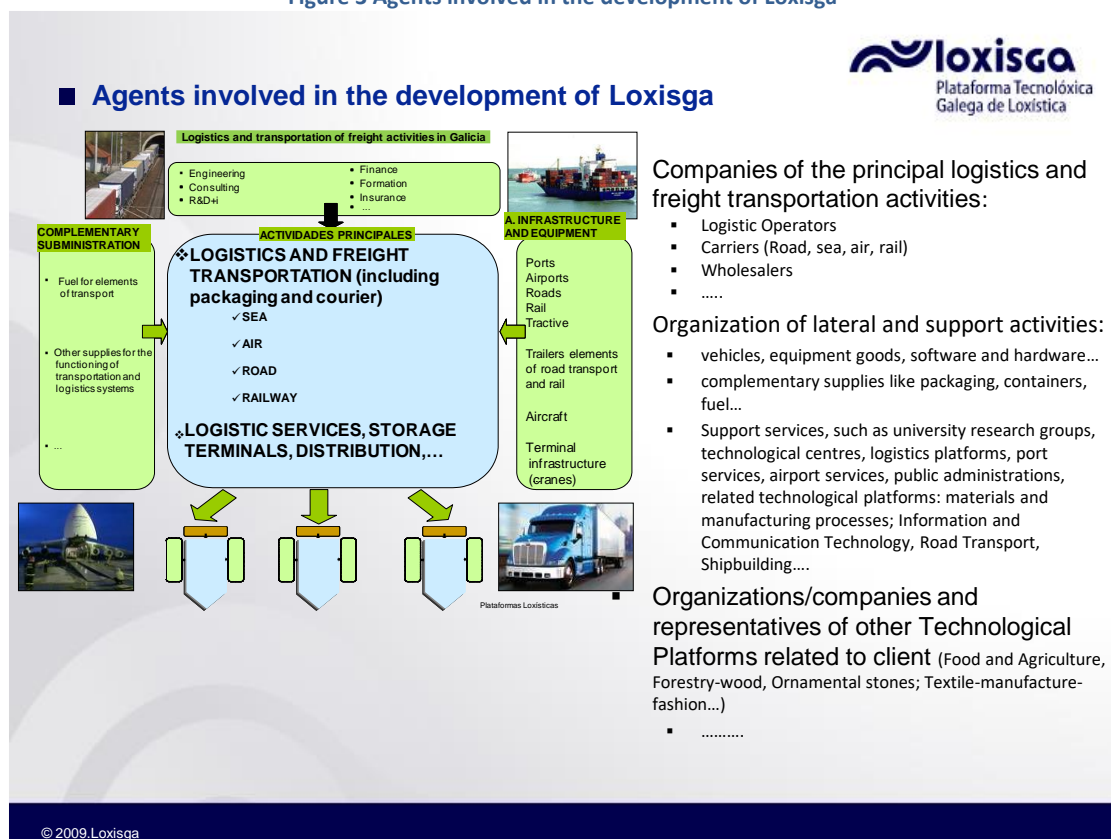 Figure 3 Agents involved in the development of Loxisga
loxisga
Plataforma Tecnolóxica
Galega de Loxística
■ Agents involved in the development of Loxisga
Logistics and transportation of freight activities in Galicia
▪ Engineering
▪ Consulting
▪ R&D+i
▪ Finance
▪ Formation
▪ Insurance
▪ ...
COMPLEMENTARY
SUBMINISTRATION
▪ Fuel for elements
of transport
▪ Other supplies for the
functioning of
transportation and
logistics systems
▪ ...
ACTIVIDADES PRINCIPALES
❖LOGISTICS AND FREIGHT
TRANSPORTATION (including
packaging and courier)
✓SEA
✓AIR
✓ROAD
✓RAILWAY
❖LOGISTIC SERVICES, STORAGE
TERMINALS, DISTRIBUTION,…
A. INFRASTRUCTURE
AND EQUIPMENT
Ports
Airports
Roads
Rail
Tractive
Trailers elements
of road transport
and rail
Aircraft
Terminal
infrastructure
(cranes)
Plataformas Loxísticas
Companies of the principal logistics and
freight transportation activities:
▪ Logistic Operators
▪ Carriers (Road, sea, air, rail)
▪ Wholesalers
▪ …..
Organization of lateral and support activities:
▪ vehicles, equipment goods, software and hardware…
▪ complementary supplies like packaging, containers,
fuel…
▪ Support services, such as university research groups,
technological centres, logistics platforms, port
services, airport services, public administrations,
related technological platforms: materials and
manufacturing processes; Information and
Communication Technology, Road Transport,
Shipbuilding….
Organizations/companies and
representatives of other Technological
Platforms related to client (Food and Agriculture,
Forestry-wood, Ornamental stones; Textile-manufacture-
fashion…)
▪ ……….
© 2009.Loxisga